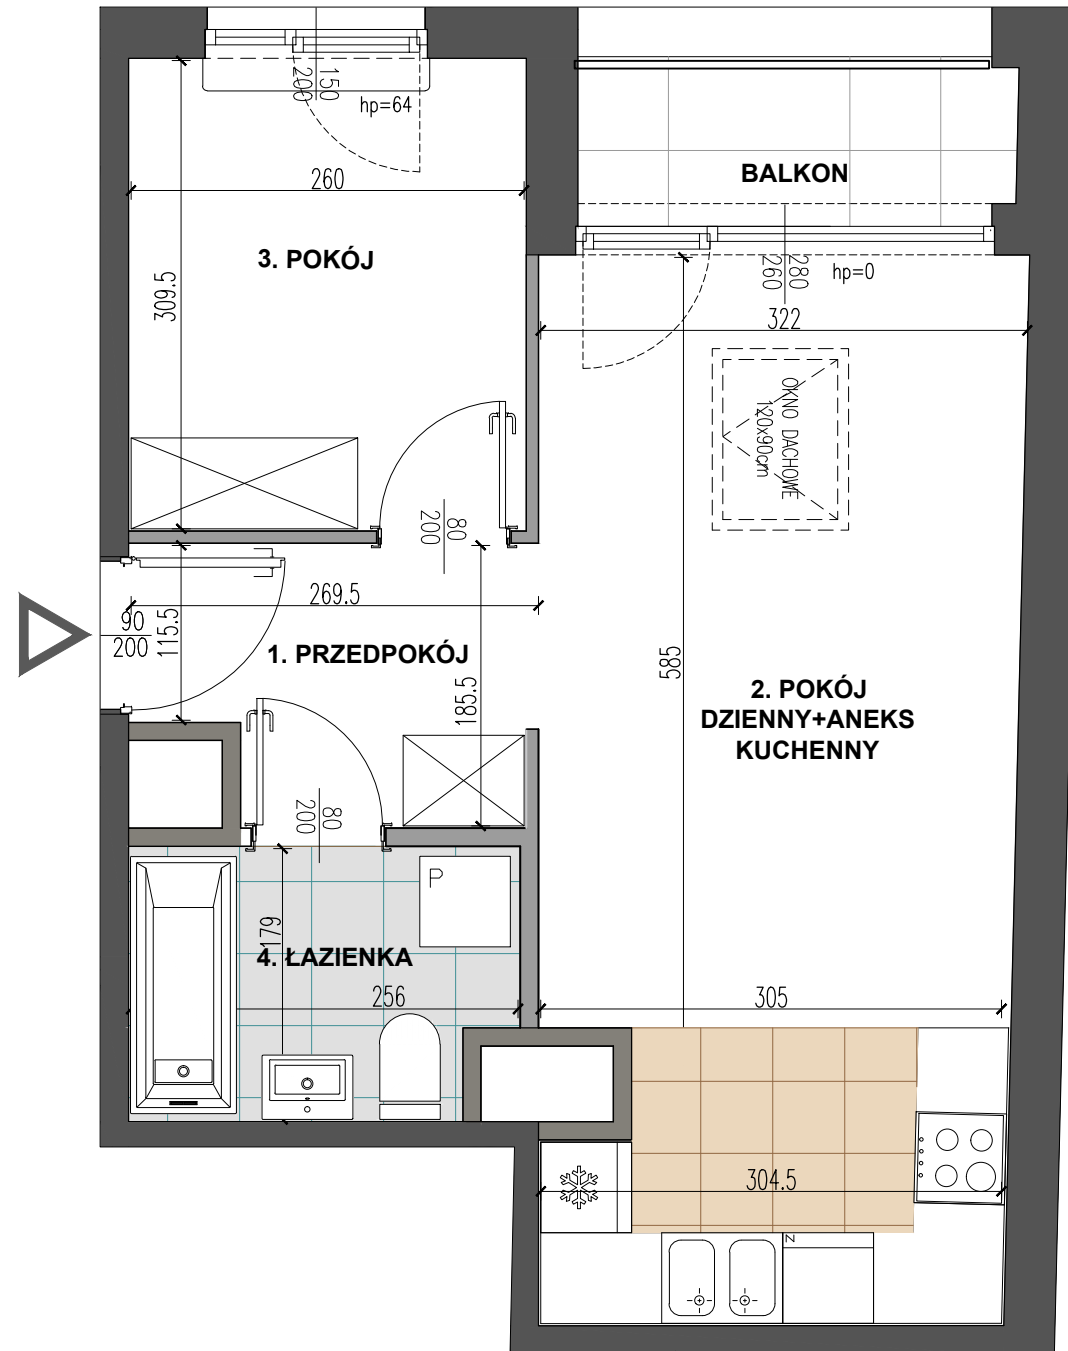 150
200
hp=64
260
309.5
3. POKÓJ
BALKON
280
260
hp=0
322
OKNO DACHOWE
120x90cm
80
200
269.5
90
200
115.5
1. PRZEDPOKÓJ
185.5
585
2. POKÓJ
DZIENNY+ANEKS
KUCHENNY
80
200
P
179
4. ŁAZIENKA
256
305
304.5
Z